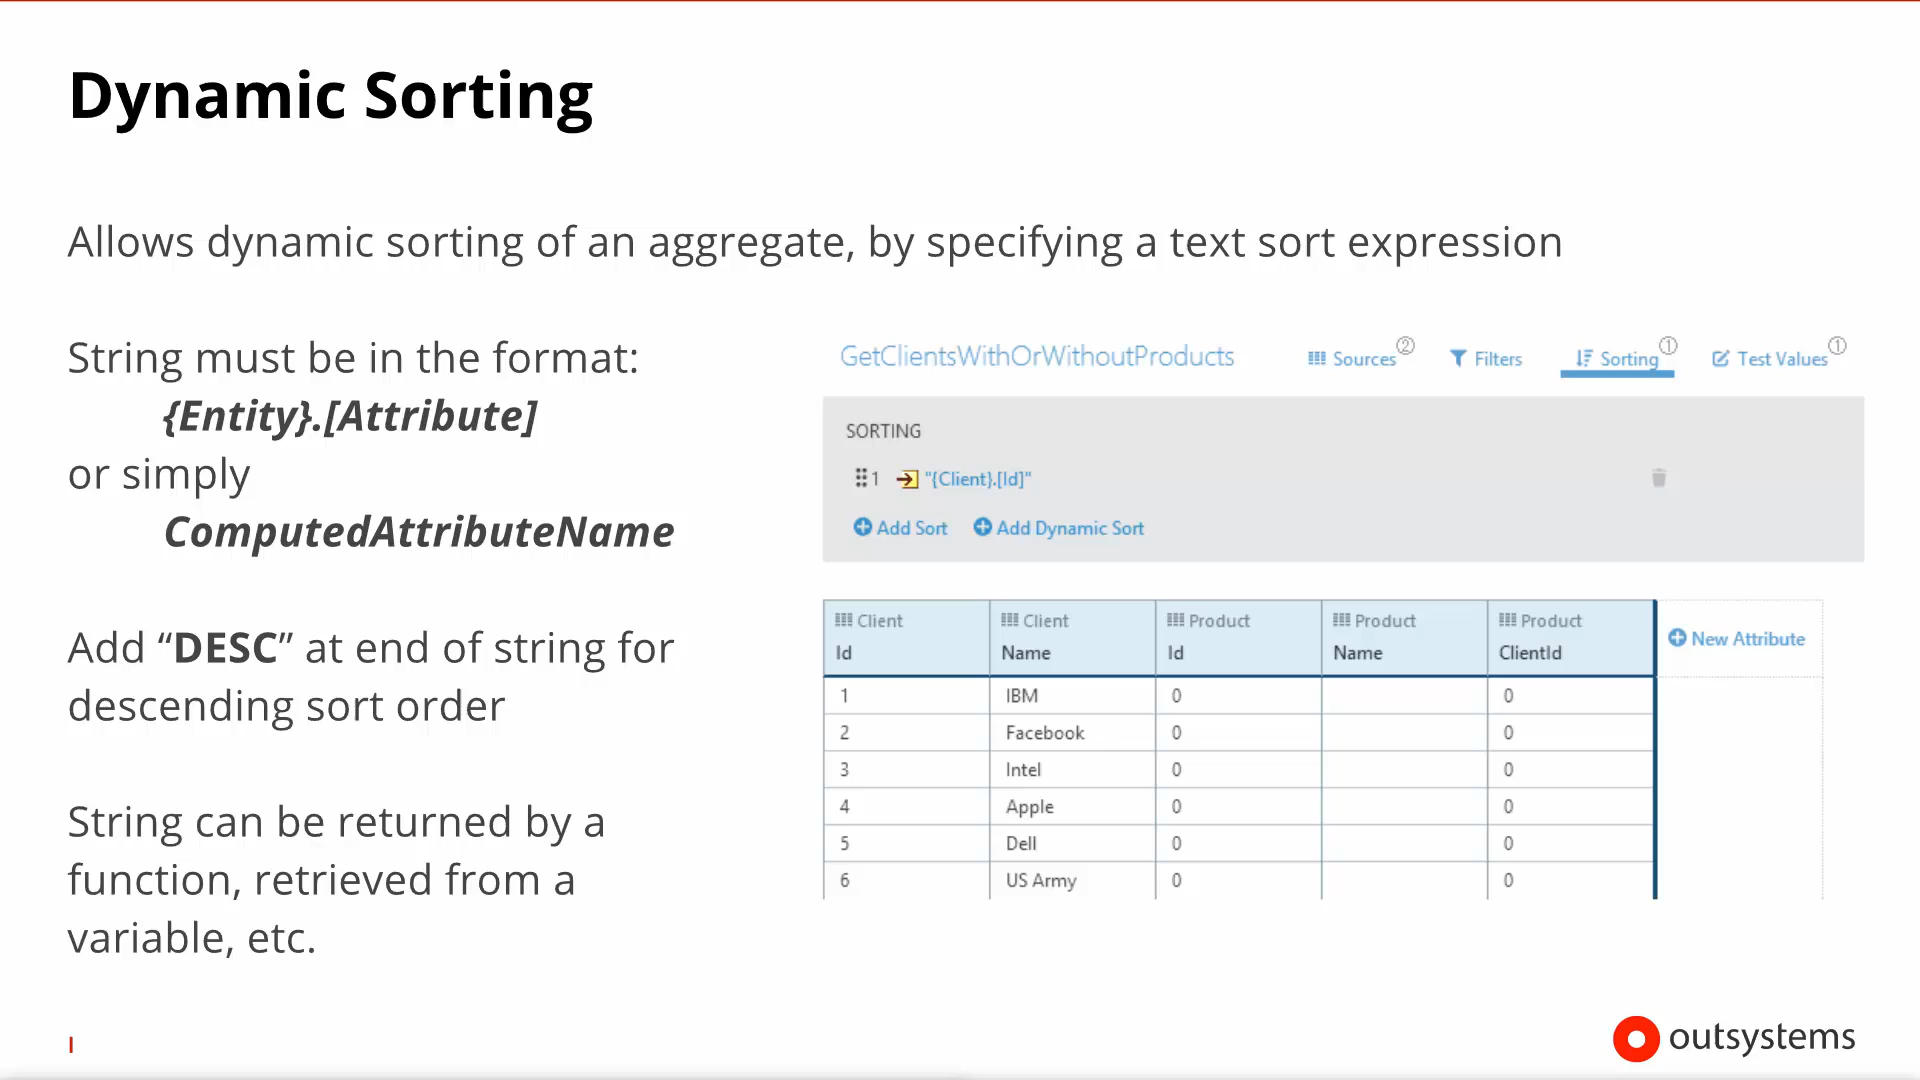 Dynamic Sorting
Allows dynamic sorting of an aggregate, by specifying a text sort expression
String must be in the format:
{Entity}.[Attribute]
or simply
ComputedAttributeName
Add “DESC” at end of string for
descending sort order
String can be returned by a
function, retrieved from a
variable, etc.
GetClientsWithOrWithoutProducts Sources 2 Filters Sorting 1 Test Values 1
SORTING
1 "{Client}.[Id]"
Add Sort Add Dynamic Sort
Client Client Product Product Product
Id Name Id Name ClientId
New Attribute
1 IBM 0 0
2 Facebook 0 0
3 Intel 0 0
4 Apple 0 0
5 Dell 0 0
6 US Army 0 0
outsystems